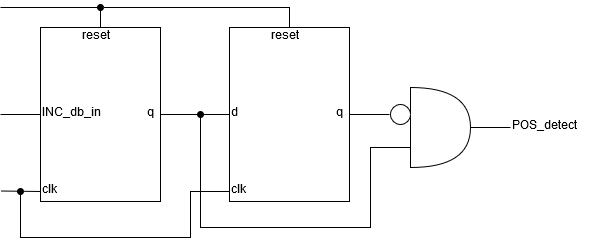 reset
reset
INC_db_in
q
d
q
POS_detect
clk
clk